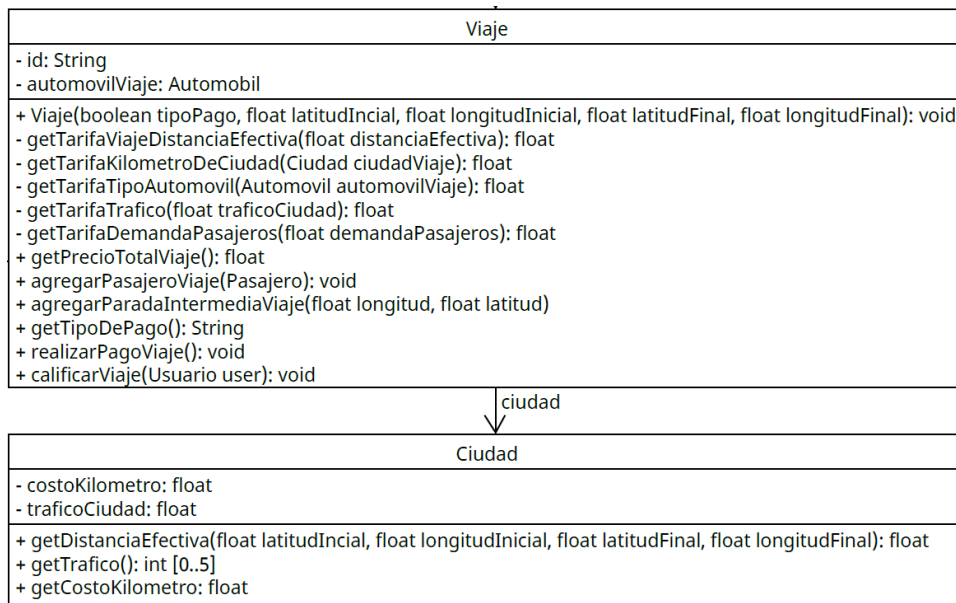 Viaje
- id: String
- automovilViaje: Automobil
+ Viaje(boolean tipoPago, float latitudIncial, float longitudInicial, float latitudFinal, float longitudFinal): void
- getTarifaViajeDistanciaEfectiva(float distanciaEfectiva): float
- getTarifaKilometroDeCiudad(Ciudad ciudadViaje): float
- getTarifaTipoAutomovil(Automovil automovilViaje): float
- getTarifaTrafico(float traficoCiudad): float
- getTarifaDemandaPasajeros(float demandaPasajeros): float
+ getPrecioTotalViaje(): float
+ agregarPasajeroViaje(Pasajero): void
+ agregarParadaIntermediaViaje(float longitud, float latitud)
+ getTipoDePago(): String
+ realizarPagoViaje(): void
+ calificarViaje(Usuario user): void
ciudad
Ciudad
- costoKilometro: float
- traficoCiudad: float
+ getDistanciaEfectiva(float latitudIncial, float longitudInicial, float latitudFinal, float longitudFinal): float
+ getTrafico(): int [0..5]
+ getCostoKilometro: float